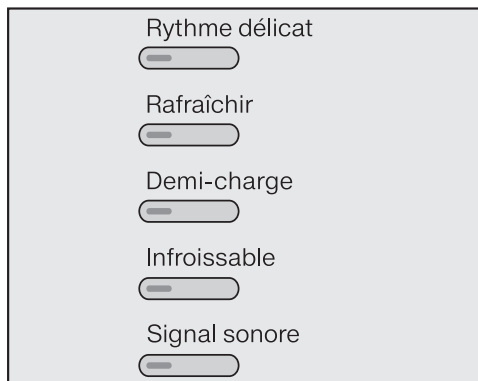 Rythme délicat
Rafraîchir
Demi-charge
Infroissable
Signal sonore